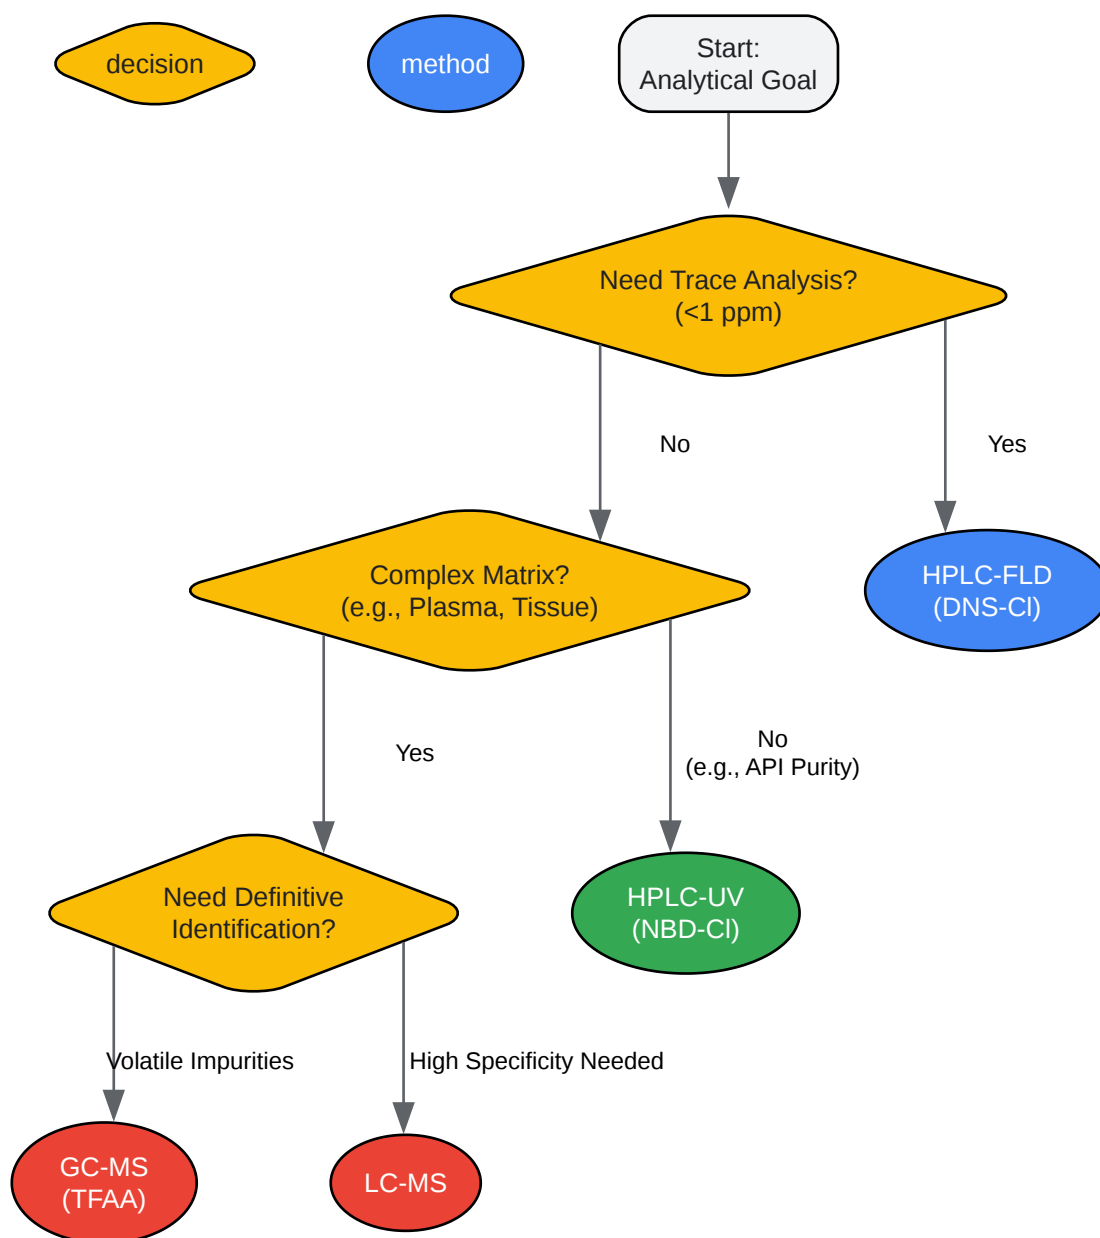 decision
method
Start:
Analytical Goal
Need Trace Analysis?
(<1 ppm)
No
Yes
Complex Matrix?
(e.g., Plasma, Tissue)
HPLC-FLD
(DNS-Cl)
Yes
No
(e.g., API Purity)
Need Definitive
Identification?
HPLC-UV
(NBD-Cl)
Volatile Impurities
High Specificity Needed
GC-MS
(TFAA)
LC-MS